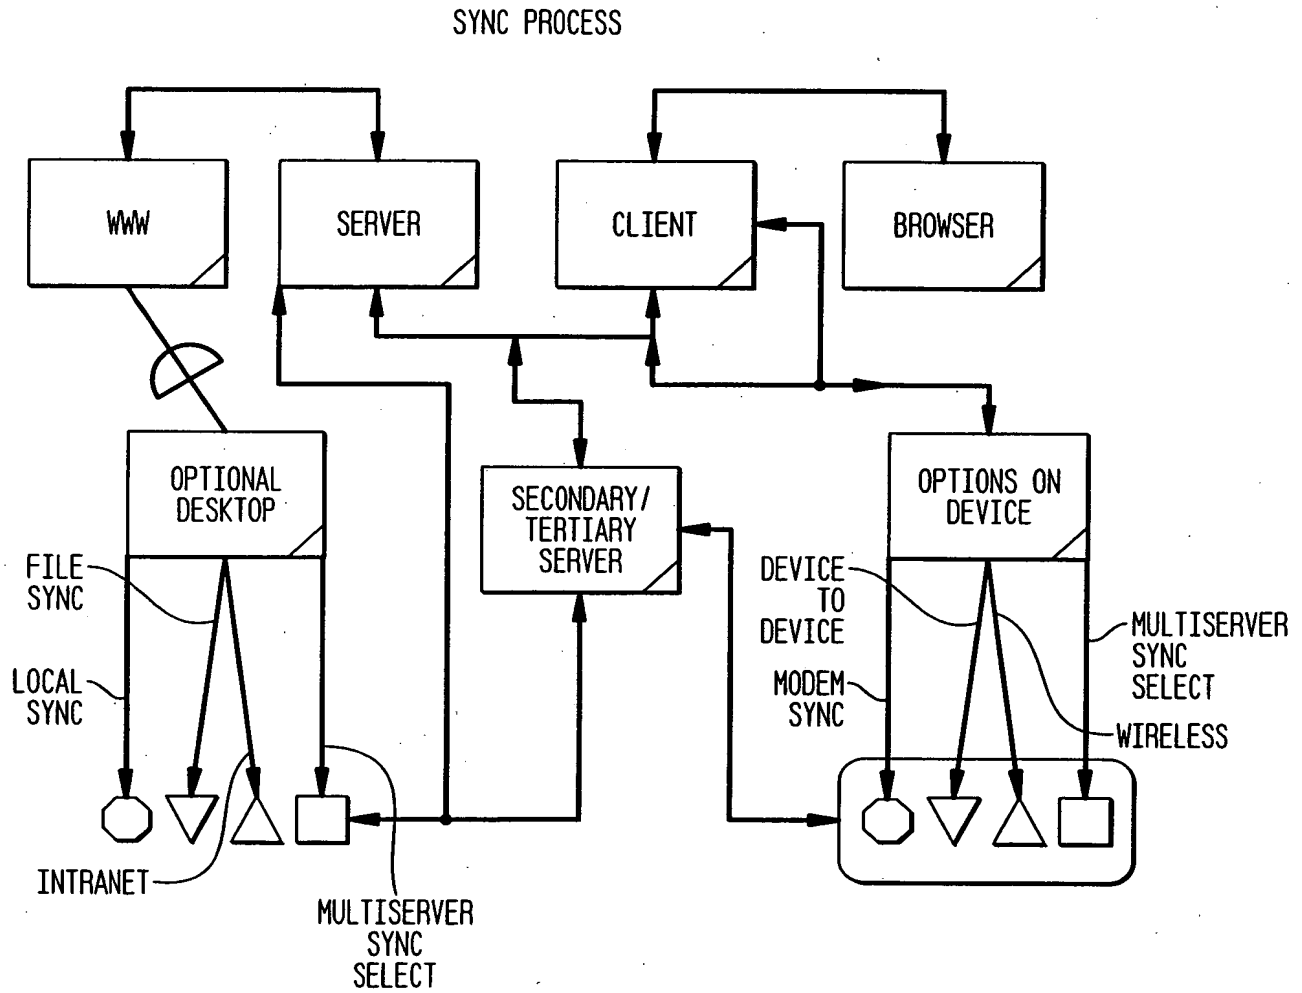 SYNC PROCESS
WWW
SERVER
CLIENT
BROWSER
OPTIONAL
DESKTOP
SECONDARY/
TERTIARY
SERVER
OPTIONS ON
DEVICE
FILE
SYNC
LOCAL
SYNC
INTRANET
MULTISERVER
SYNC
SELECT
DEVICE
TO
DEVICE
MODEM
SYNC
MULTISERVER
SYNC
SELECT
WIRELESS